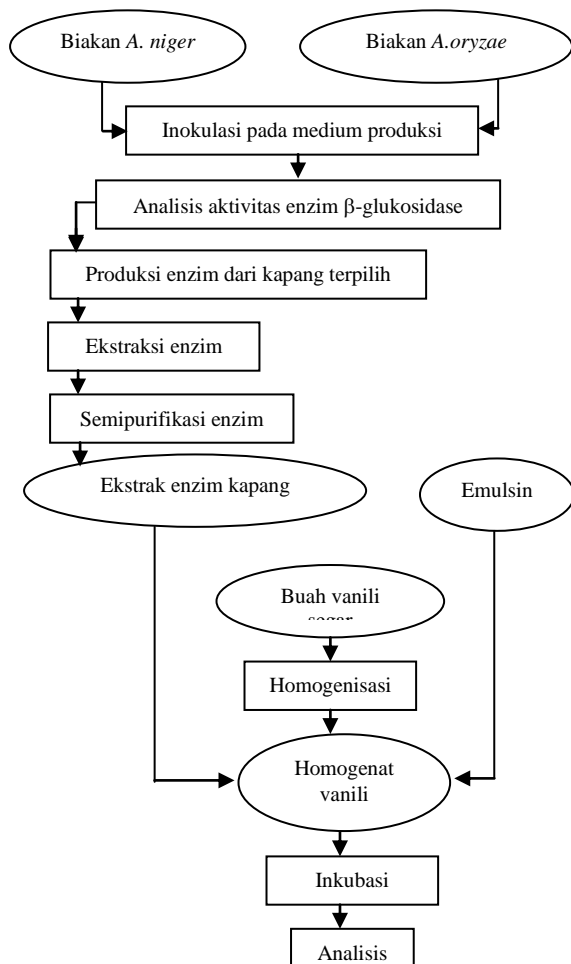 Biakan A. niger
Biakan A.oryzae
Inokulasi pada medium produksi
Analisis aktivitas enzim β-glukosidase
Produksi enzim dari kapang terpilih
Ekstraksi enzim
Semipurifikasi enzim
Ekstrak enzim kapang
Emulsin
Buah vanili
segar
Homogenisasi
Homogenat
vanili
Inkubasi
Analisis